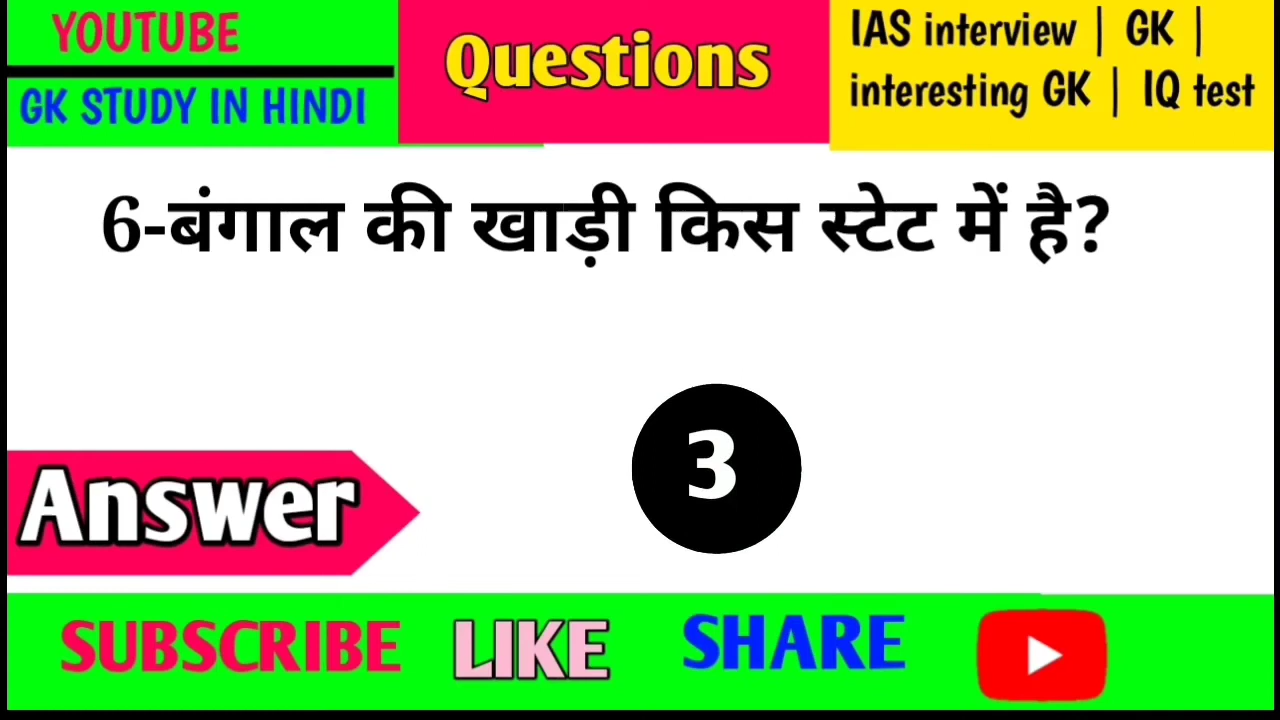 YOUTUBE
GK STUDY IN HINDI
Questions
IAS interview | GK |
interesting GK | IQ test
6-बंगाल की खाड़ी किस स्टेट में है?
3
Answer
SUBSCRIBE LIKE SHARE